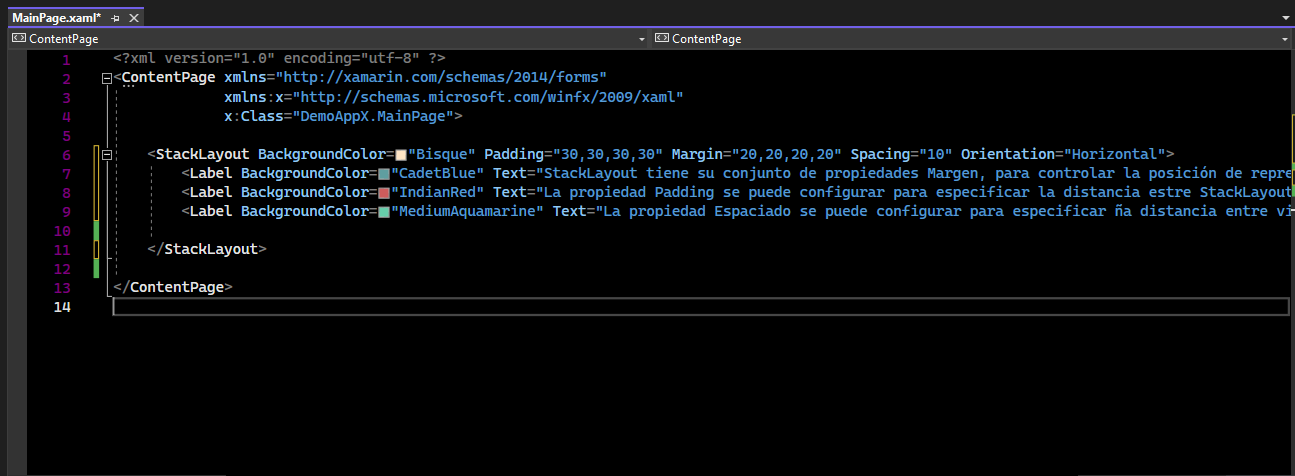 MainPage.xaml*
ContentPage ContentPage
1 <?xml version="1.0" encoding="utf-8" ?>
2 <ContentPage xmlns="http://xamarin.com/schemas/2014/forms"
3 xmlns:x="http://schemas.microsoft.com/winfx/2009/xaml"
4 x:Class="DemoAppX.MainPage">
5
6 <StackLayout BackgroundColor="Bisque" Padding="30,30,30,30" Margin="20,20,20,20" Spacing="10" Orientation="Horizontal">
7 <Label BackgroundColor="CadetBlue" Text="StackLayout tiene su conjunto de propiedades Margen, para controlar la posición de repre
8 <Label BackgroundColor="IndianRed" Text="La propiedad Padding se puede configurar para especificar la distancia estre StackLayout
9 <Label BackgroundColor="MediumAquamarine" Text="La propiedad Espaciado se puede configurar para especificar ña distancia entre vi
10
11 </StackLayout>
12
13 </ContentPage>
14